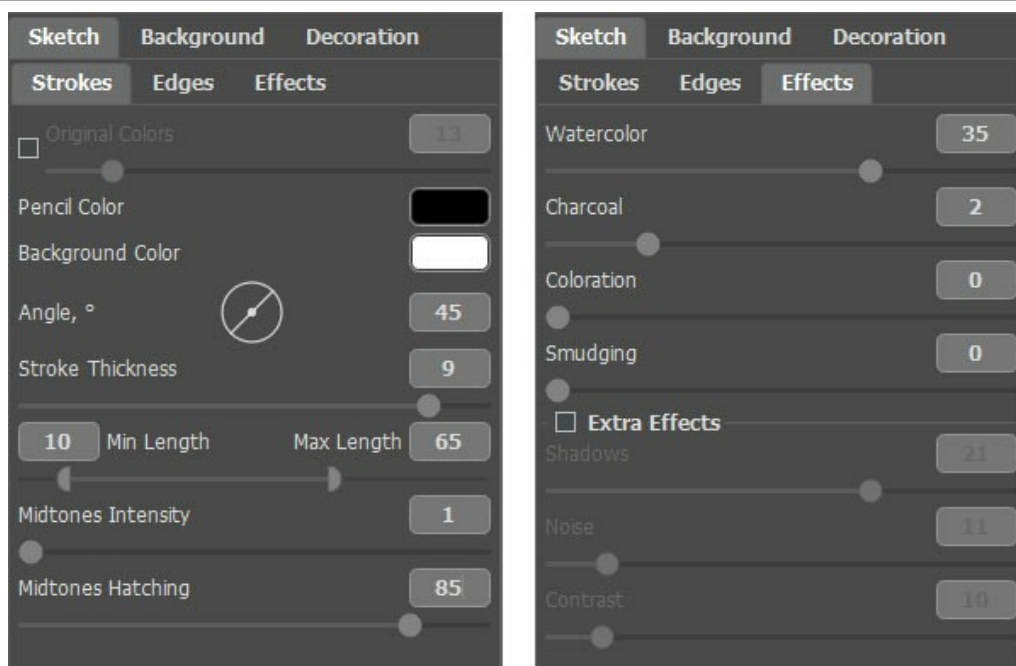 Sketch Background Decoration
Strokes Edges Effects
Original Colors 13
Pencil Color
Background Color
Angle, ° 45
Stroke Thickness 9
10 Min Length Max Length 65
Midtones Intensity 1
Midtones Hatching 85
Sketch Background Decoration
Strokes Edges Effects
Watercolor 35
Charcoal 2
Coloration 0
Smudging 0
Extra Effects
Shadows 21
Noise 11
Contrast 10